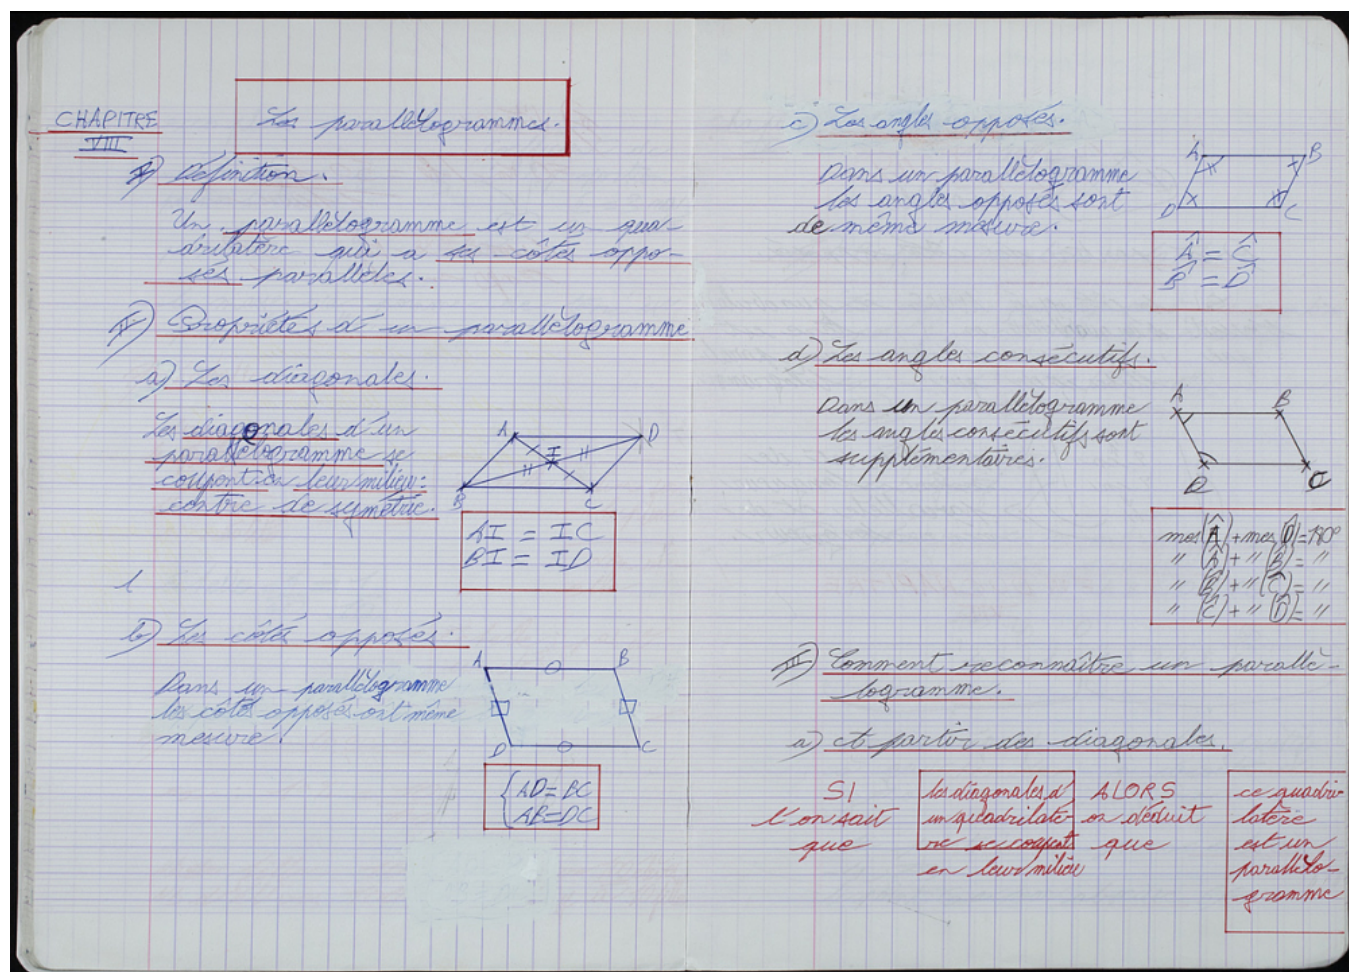 CHAPITRE
VIII
Les parallélogrammes.
I) Définition.
Un parallélogramme est un qua-
drilatère qui a ses côtés oppo-
sés parallèles.
II) Propriétés d'un parallélogramme
a) Les diagonales.
Les diagonales d'un
parallélogramme se
coupent en leur milieu :
centre de symétrie.
A D
I
B C
AI = IC
BI = ID
b) Les côtés opposés.
Dans un parallélogramme
les côtés opposés ont même
mesure.
A B
D C
AD = BC
AB = DC
c) Les angles opposés.
Dans un parallélogramme
les angles opposés sont
de même mesure.
A B
D C
Â = Ĉ
B̂ = D̂
d) Les angles consécutifs.
Dans un parallélogramme
les angles consécutifs sont
supplémentaires.
A B
D C
mes(Â) + mes(D̂) = 180°
" (Â) + " (B̂) = "
" (B̂) + " (Ĉ) = "
" (Ĉ) + " (D̂) = "
III) Comment reconnaître un parallé-
logramme.
a) A partir des diagonales.
SI
l'on sait
que
les diagonales d'
un quadrilatè-
re se coupent
en leur milieu
ALORS
on déduit
que
ce quadri-
latère
est un
parallélo-
gramme